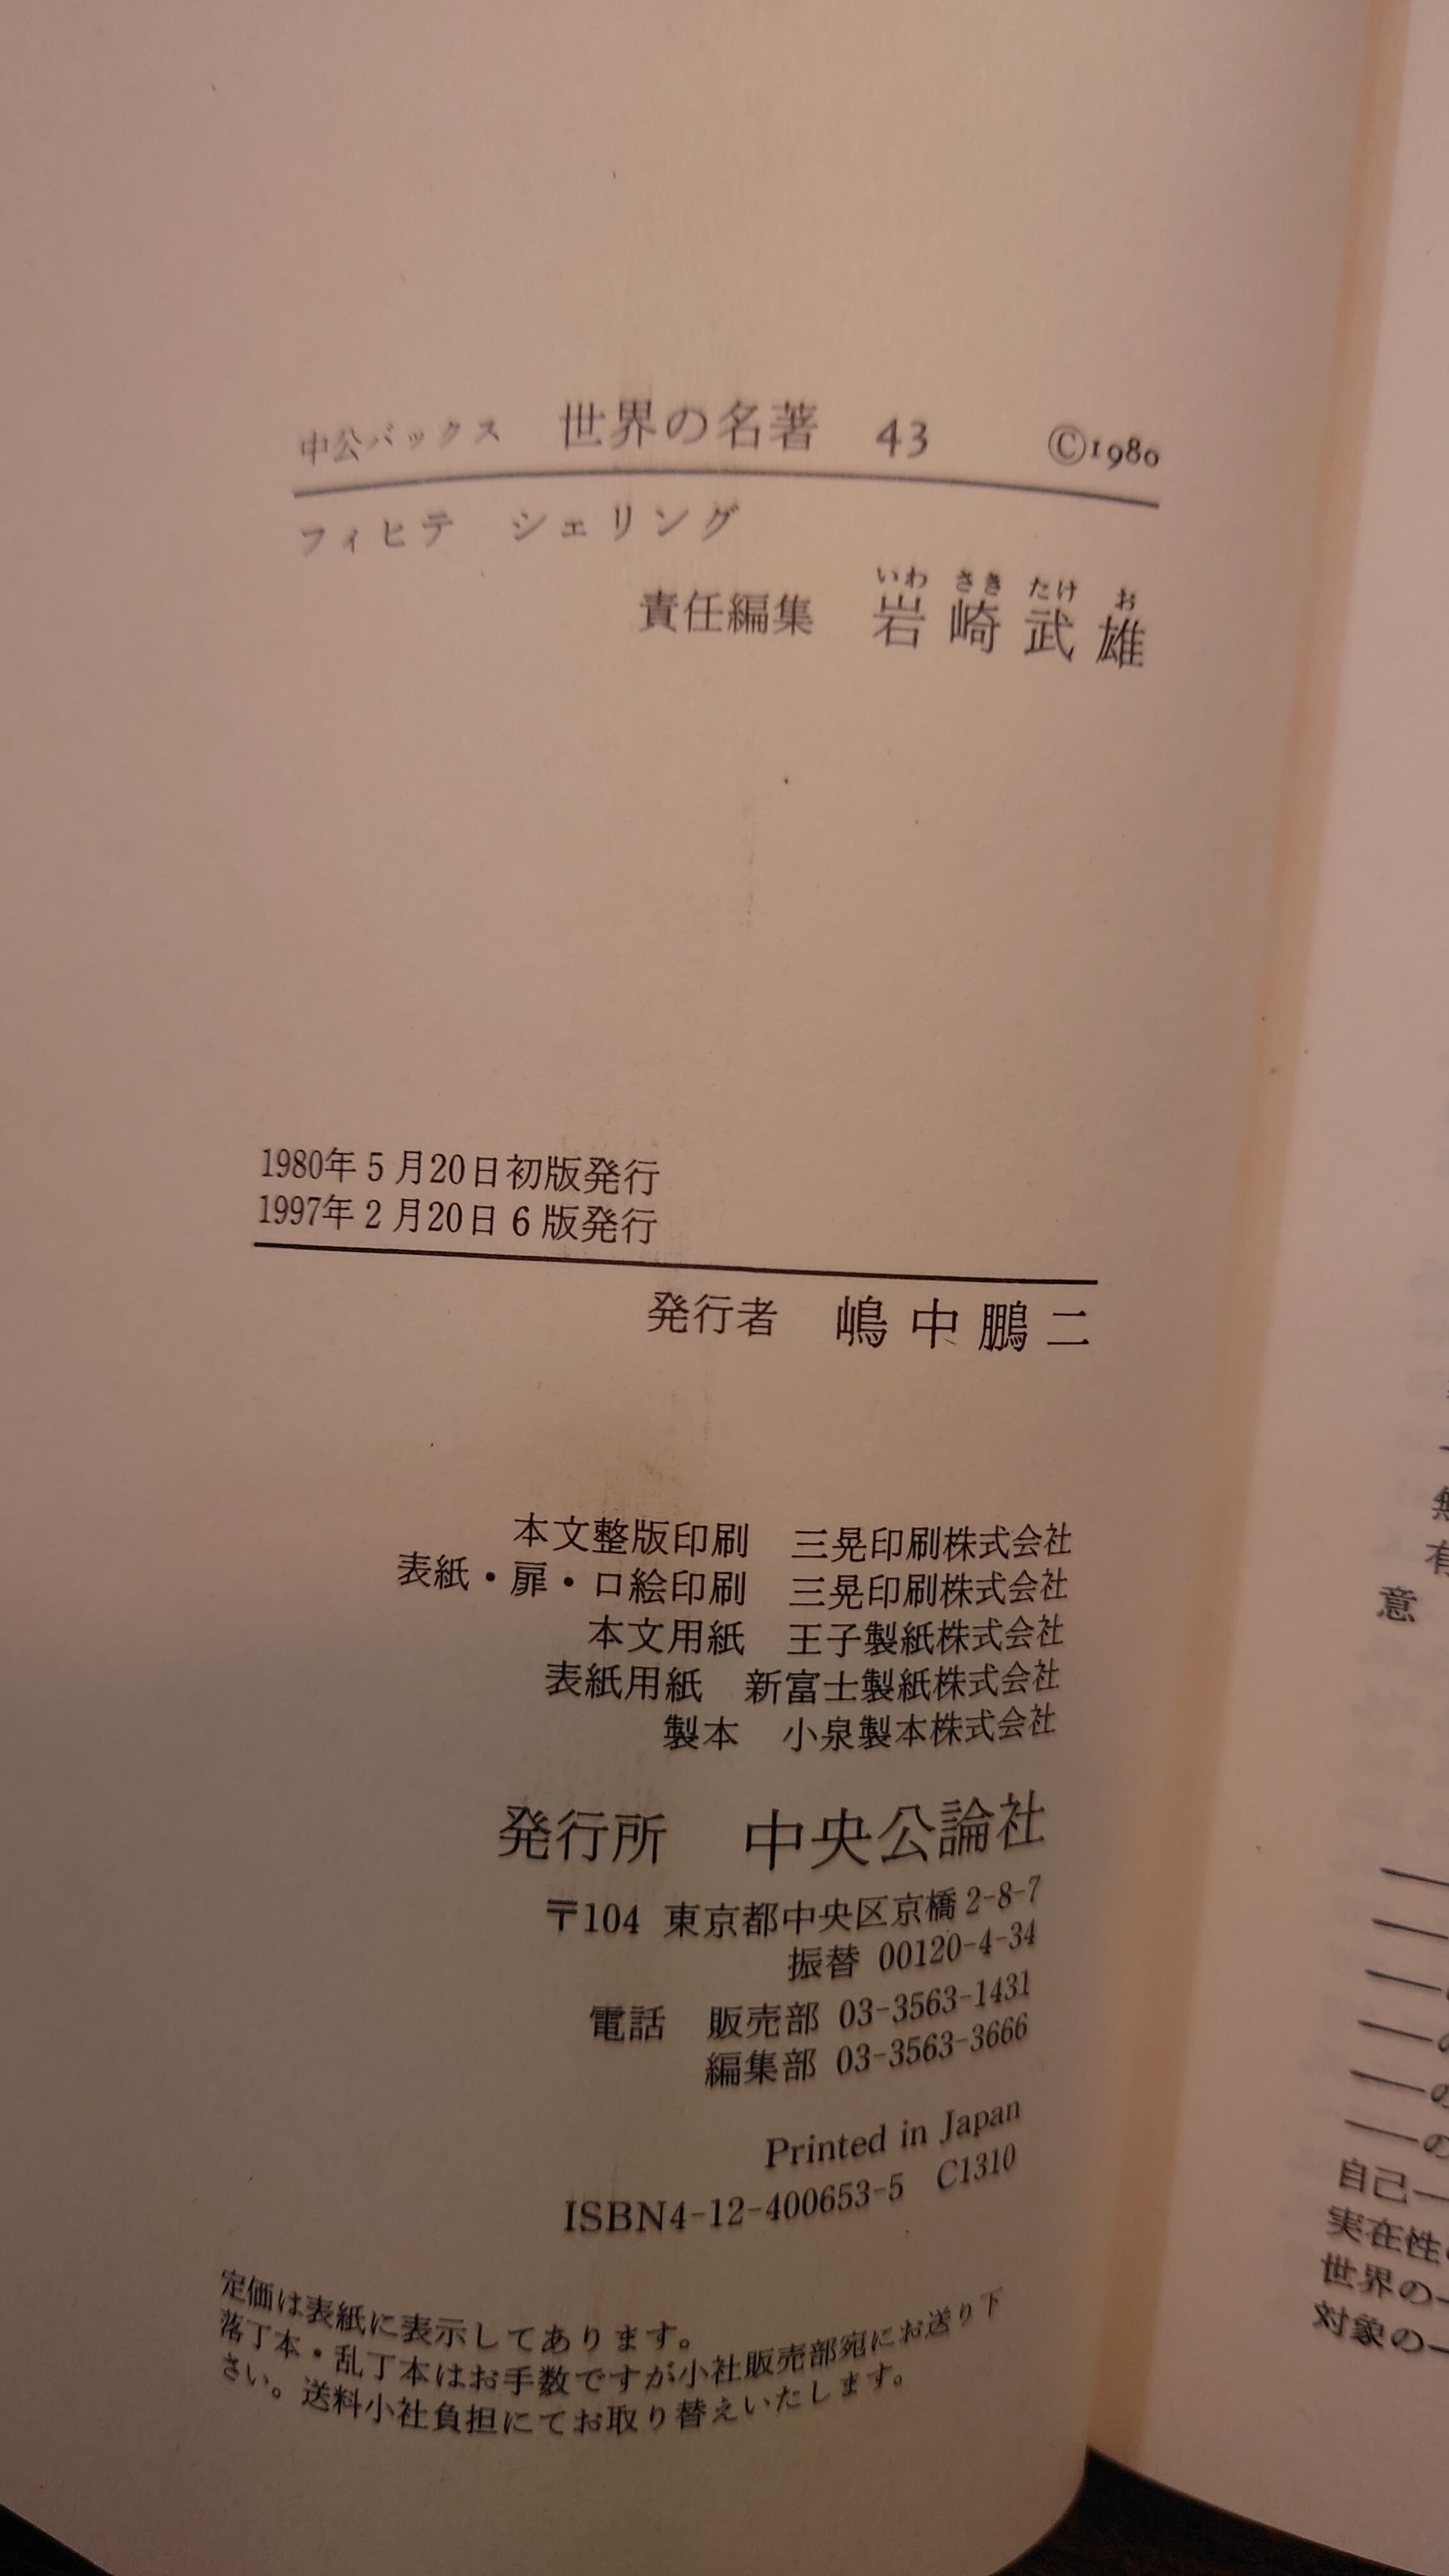 中公バックス　世界の名著　43　©1980
フィヒテ　シェリング
いわ さき たけ お
責任編集　岩崎武雄
1980年5月20日初版発行
1997年2月20日6版発行
発行者　嶋中鵬二
本文整版印刷　三晃印刷株式会社
表紙・扉・口絵印刷　三晃印刷株式会社
本文用紙　王子製紙株式会社
表紙用紙　新富士製紙株式会社
製本　小泉製本株式会社
発行所　中央公論社
〒104 東京都中央区京橋2-8-7
振替 00120-4-34
電話　販売部 03-3563-1431
編集部 03-3563-3666
Printed in Japan
ISBN4-12-400653-5　C1310
定価は表紙に表示してあります。
落丁本・乱丁本はお手数ですが小社販売部宛にお送り下
さい。送料小社負担にてお取り替えいたします。
意
自己―
実在性
世界の―
対象の―